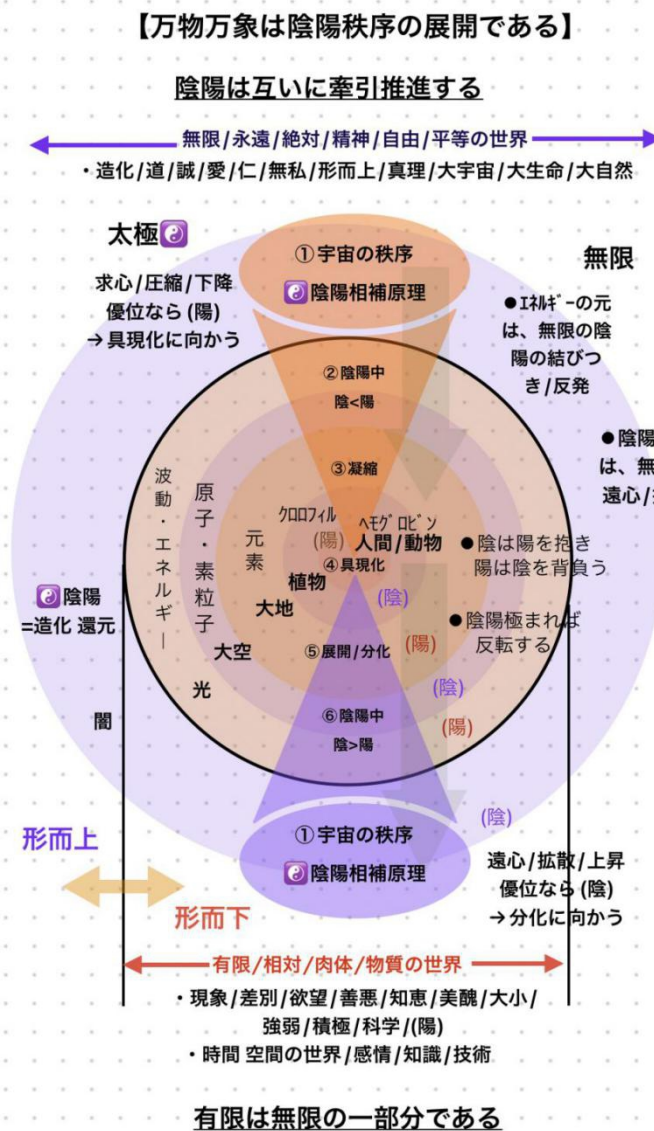 【万物万象は陰陽秩序の展開である】
陰陽は互いに牽引推進する
無限/永遠/絶対/精神/自由/平等の世界
・造化/道/誠/愛/仁/無私/形而上/真理/大宇宙/大生命/大自然
太極☯
求心/圧縮/下降
優位なら(陽)
→具現化に向かう
①宇宙の秩序
☯陰陽相補原理
無限
●エネルギーの元
は、無限の陰
陽の結びつ
き/反発
●陰陽
は、無
遠心/
②陰陽中
陰<陽
③凝縮
波動・エネルギー
原子・素粒子
元素
クロロフィル
(陽)
ヘモグロビン
人間/動物
④具現化
植物
(陰)
大地
●陰は陽を抱き
陽は陰を背負う
☯陰陽
=造化 還元
大空
⑤展開/分化
(陽)
●陰陽極まれば
反転する
光
(陰)
闇
⑥陰陽中
陰>陽
(陽)
(陰)
①宇宙の秩序
☯陰陽相補原理
形而上
形而下
遠心/拡散/上昇
優位なら(陰)
→分化に向かう
有限/相対/肉体/物質の世界
・現象/差別/欲望/善悪/知恵/美醜/大小/
強弱/積極/科学/(陽)
・時間 空間の世界/感情/知識/技術
有限は無限の一部分である